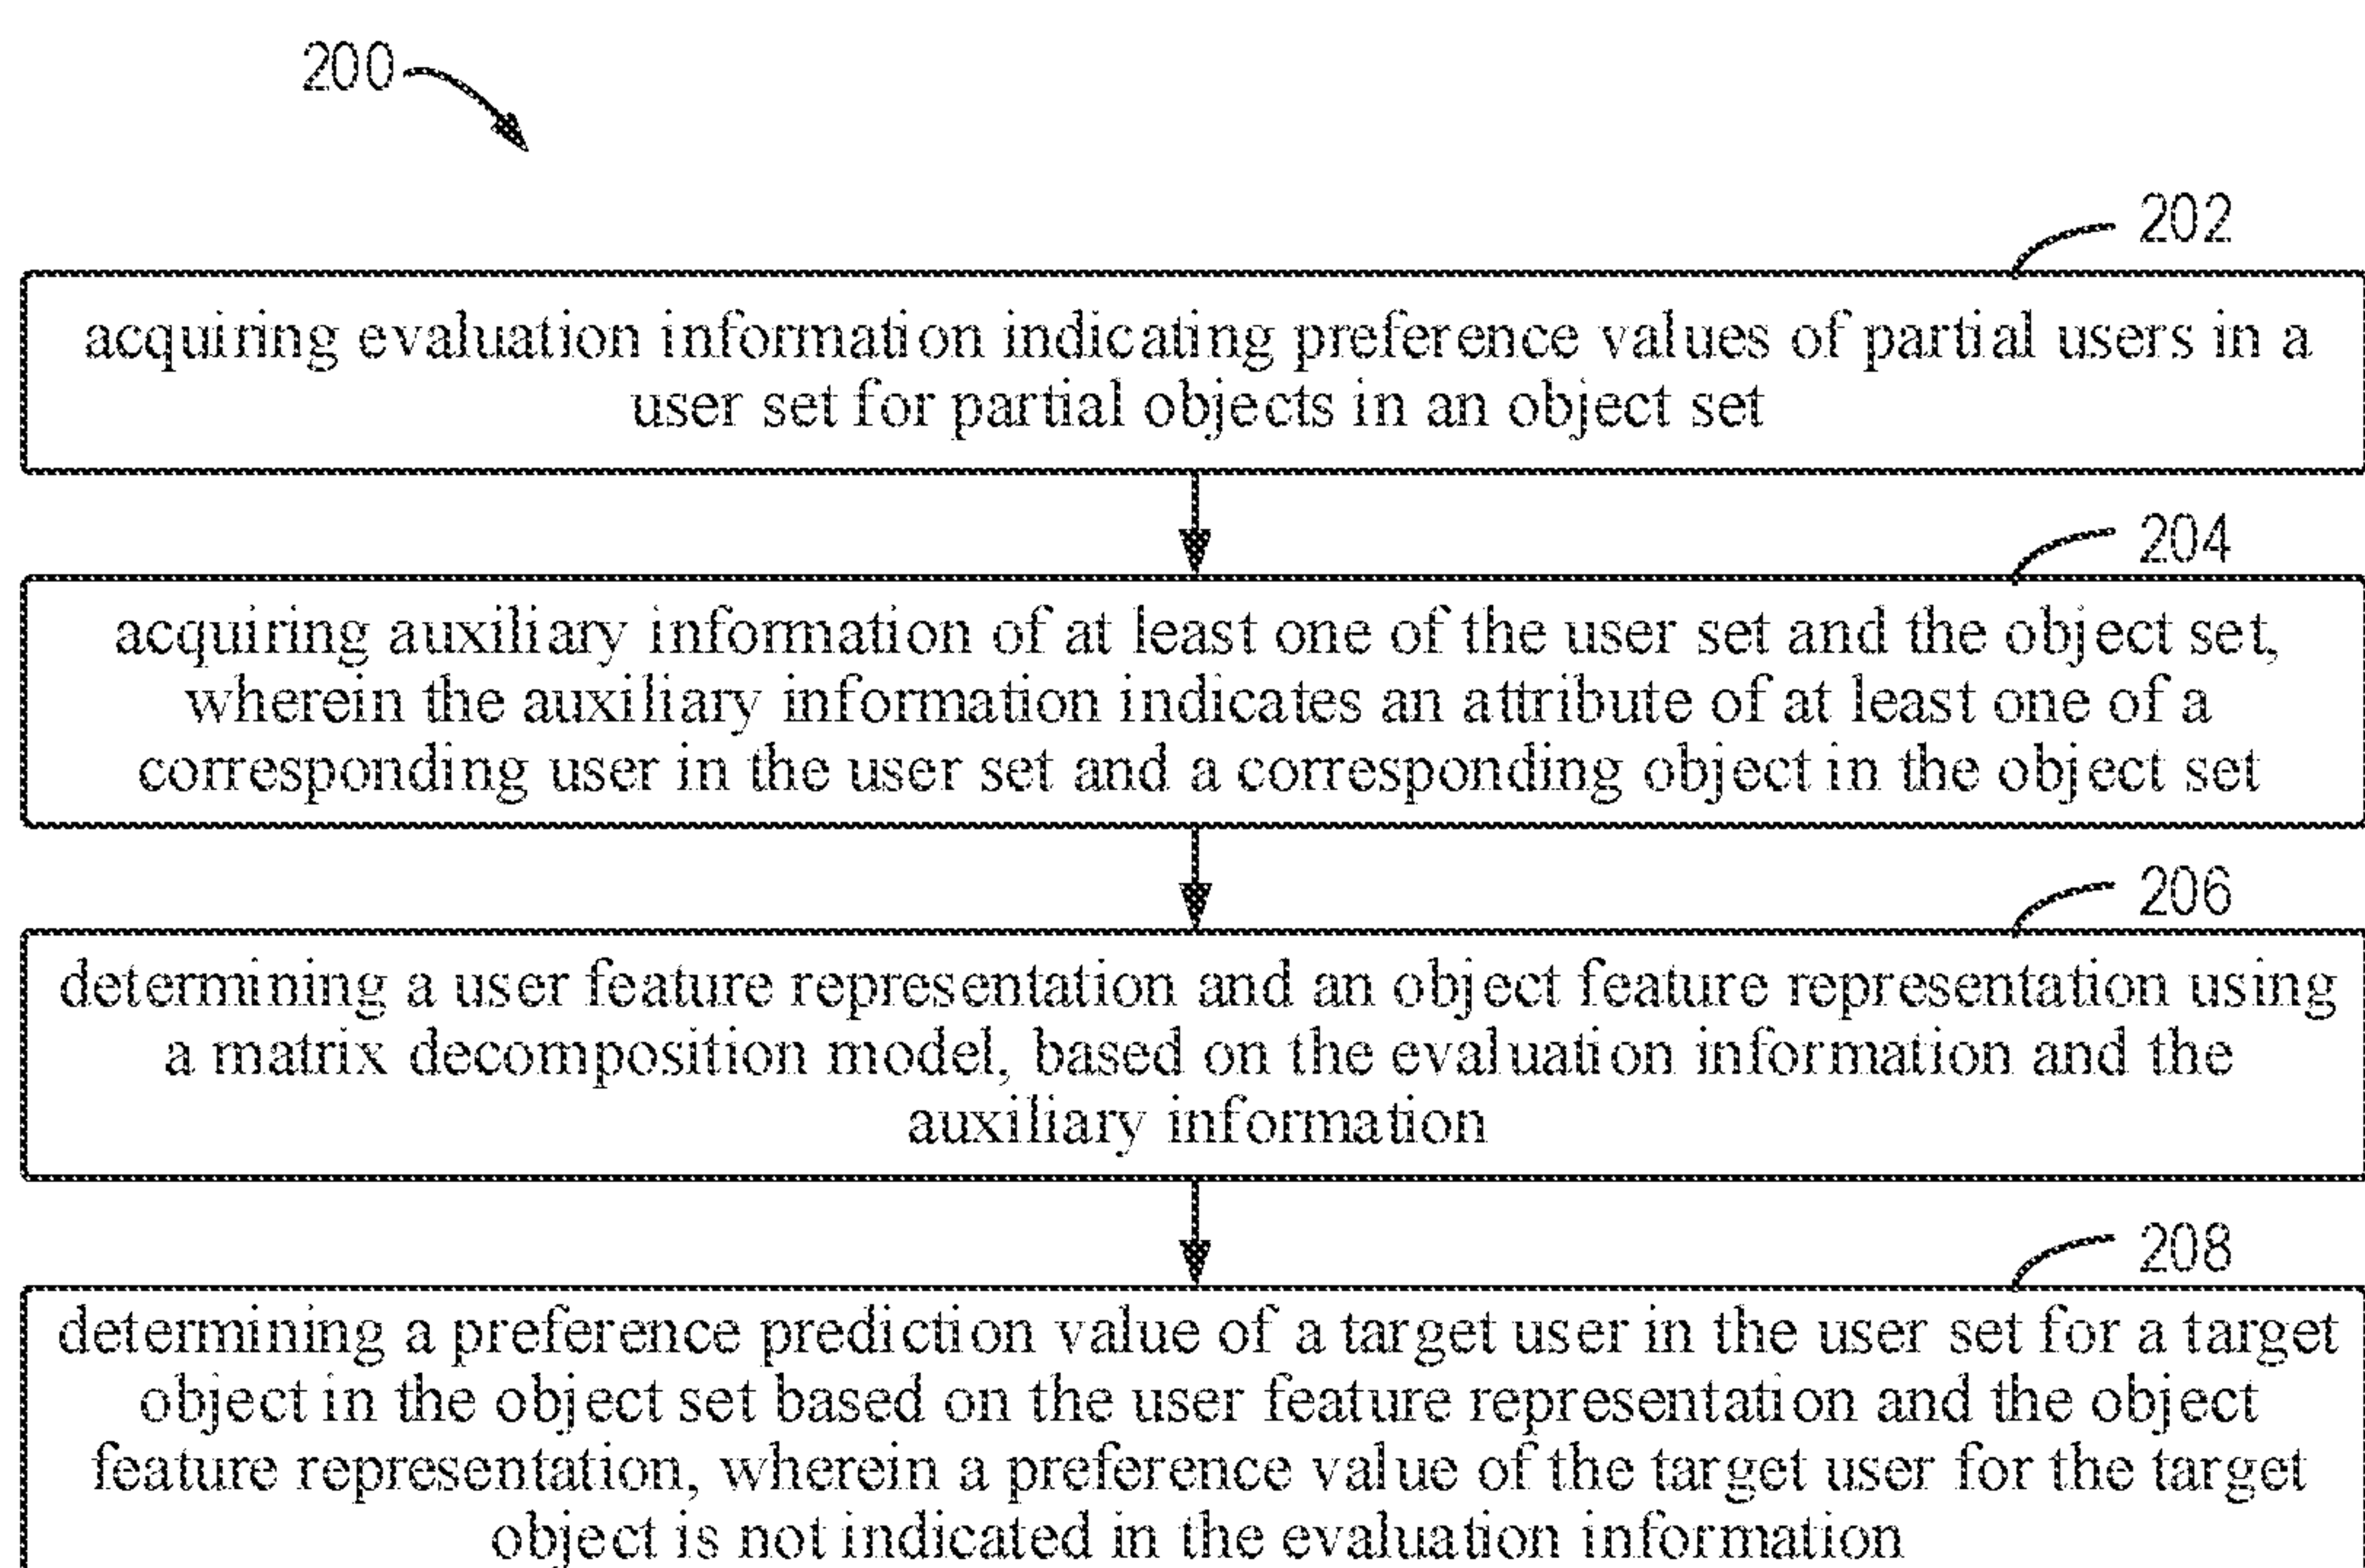 200
202
acquiring evaluation information indicating preference values of partial users in a
user set for partial objects in an object set
204
acquiring auxiliary information of at least one of the user set and the object set,
wherein the auxiliary information indicates an attribute of at least one of a
corresponding user in the user set and a corresponding object in the object set
206
determining a user feature representation and an object feature representation using
a matrix decomposition model, based on the evaluation information and the
auxiliary information
208
determining a preference prediction value of a target user in the user set for a target
object in the object set based on the user feature representation and the object
feature representation, wherein a preference value of the target user for the target
object is not indicated in the evaluation information